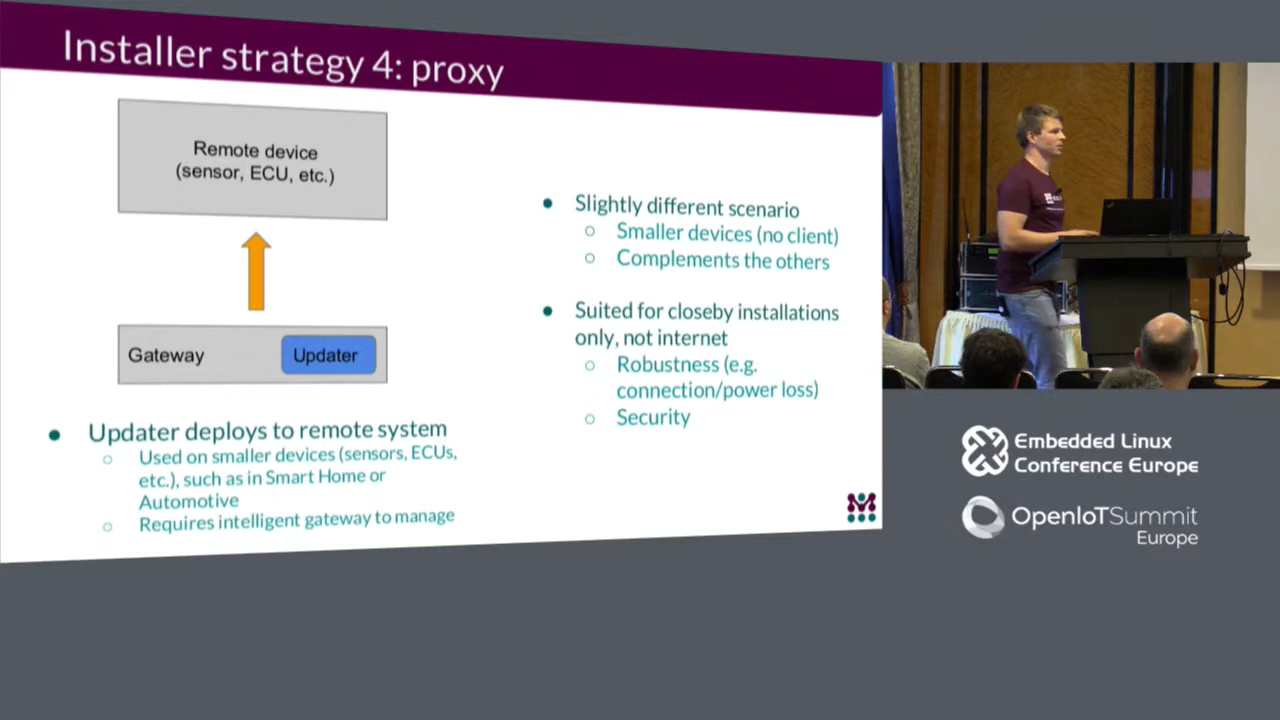 Installer strategy 4: proxy
Remote device
(sensor, ECU, etc.)
Gateway
Updater
● Updater deploys to remote system
○ Used on smaller devices (sensors, ECUs,
etc.), such as in Smart Home or
Automotive
○ Requires intelligent gateway to manage
● Slightly different scenario
○ Smaller devices (no client)
○ Complements the others
● Suited for closeby installations
only, not internet
○ Robustness (e.g.
connection/power loss)
○ Security
Embedded Linux
Conference Europe
OpenIoTSummit
Europe